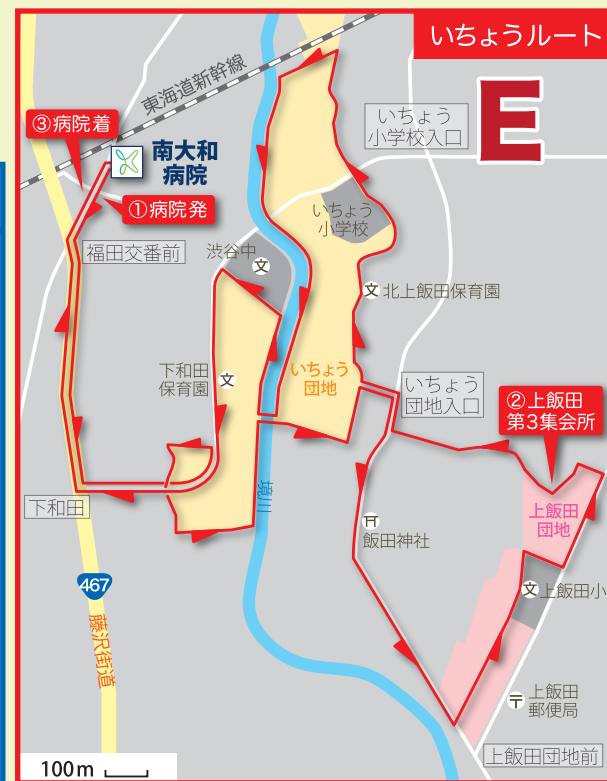 いちょうルート
E
東海道新幹線
③病院着
南大和
病院
①病院発
福田交番前
いちょう
小学校入口
いちょう
小学校
渋谷中
文
文 北上飯田保育園
下和田
保育園
文
いちょう
団地
いちょう
団地入口
②上飯田
第3集会所
下和田
境川
飯田神社
上飯田
団地
文 上飯田小
467
藤沢街道
〒 上飯田
郵便局
上飯田団地前
100m